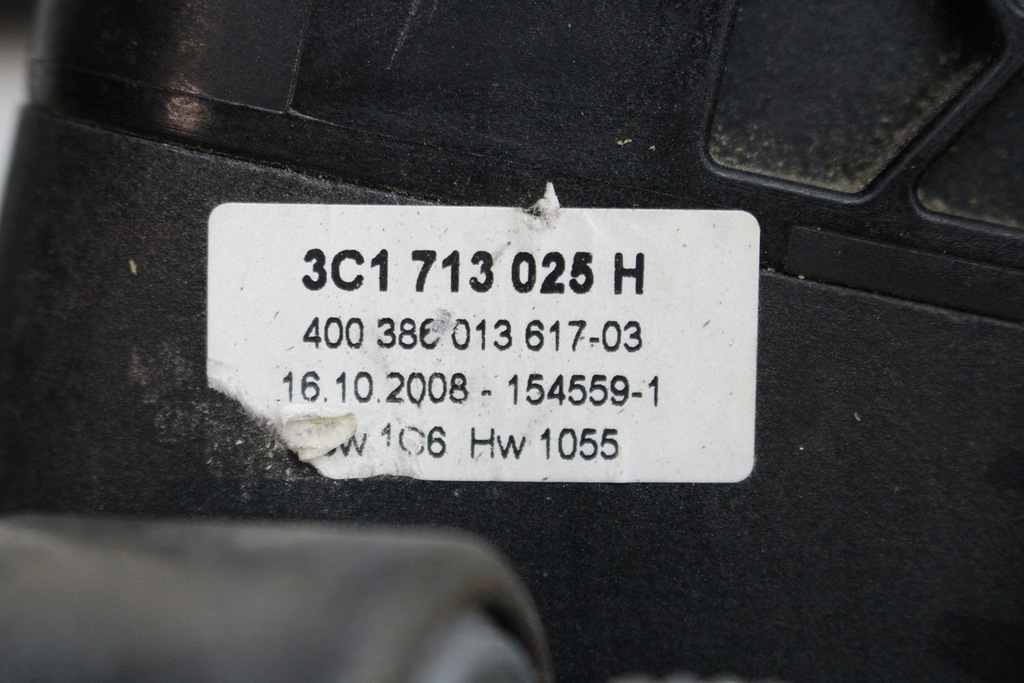 3C1 713 025 H
400 386 013 617-03
16.10.2008 - 154559-1
Hw 1055